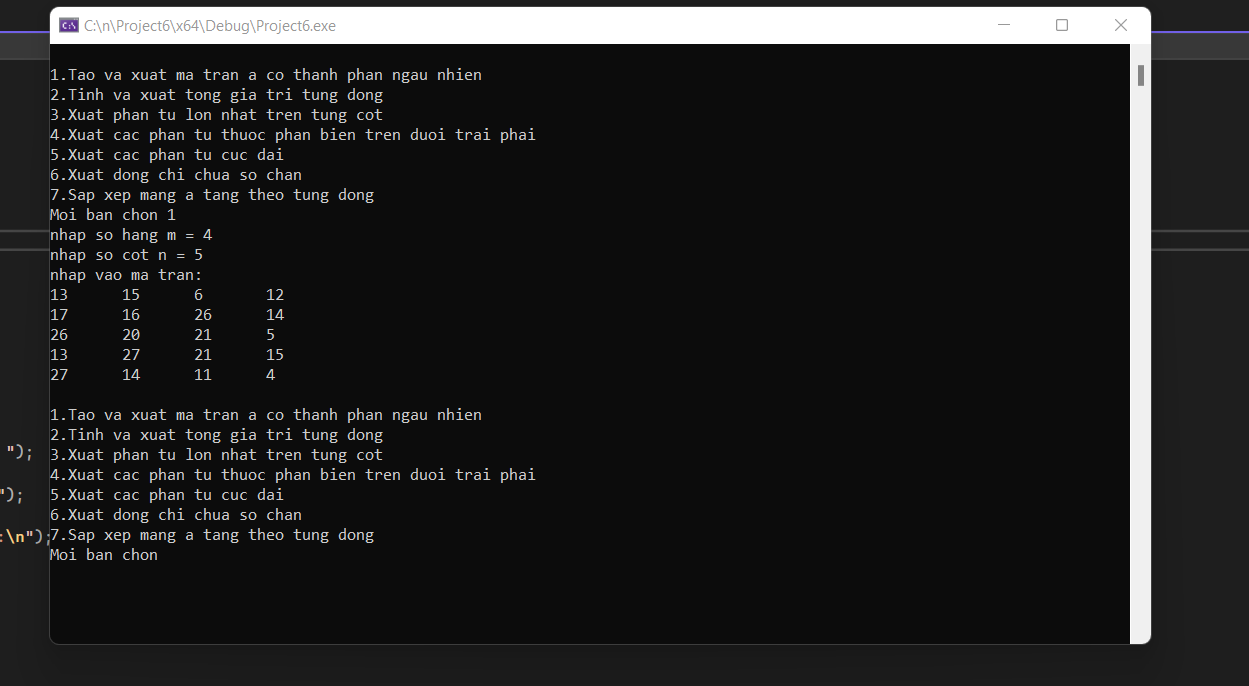 C:\n\Project6\x64\Debug\Project6.exe
1.Tao va xuat ma tran a co thanh phan ngau nhien
2.Tinh va xuat tong gia tri tung dong
3.Xuat phan tu lon nhat tren tung cot
4.Xuat cac phan tu thuoc phan bien tren duoi trai phai
5.Xuat cac phan tu cuc dai
6.Xuat dong chi chua so chan
7.Sap xep mang a tang theo tung dong
Moi ban chon 1
nhap so hang m = 4
nhap so cot n = 5
nhap vao ma tran:
13 15 6 12
17 16 26 14
26 20 21 5
13 27 21 15
27 14 11 4
1.Tao va xuat ma tran a co thanh phan ngau nhien
2.Tinh va xuat tong gia tri tung dong
3.Xuat phan tu lon nhat tren tung cot
4.Xuat cac phan tu thuoc phan bien tren duoi trai phai
");
5.Xuat cac phan tu cuc dai
");
6.Xuat dong chi chua so chan
:\n");
7.Sap xep mang a tang theo tung dong
Moi ban chon